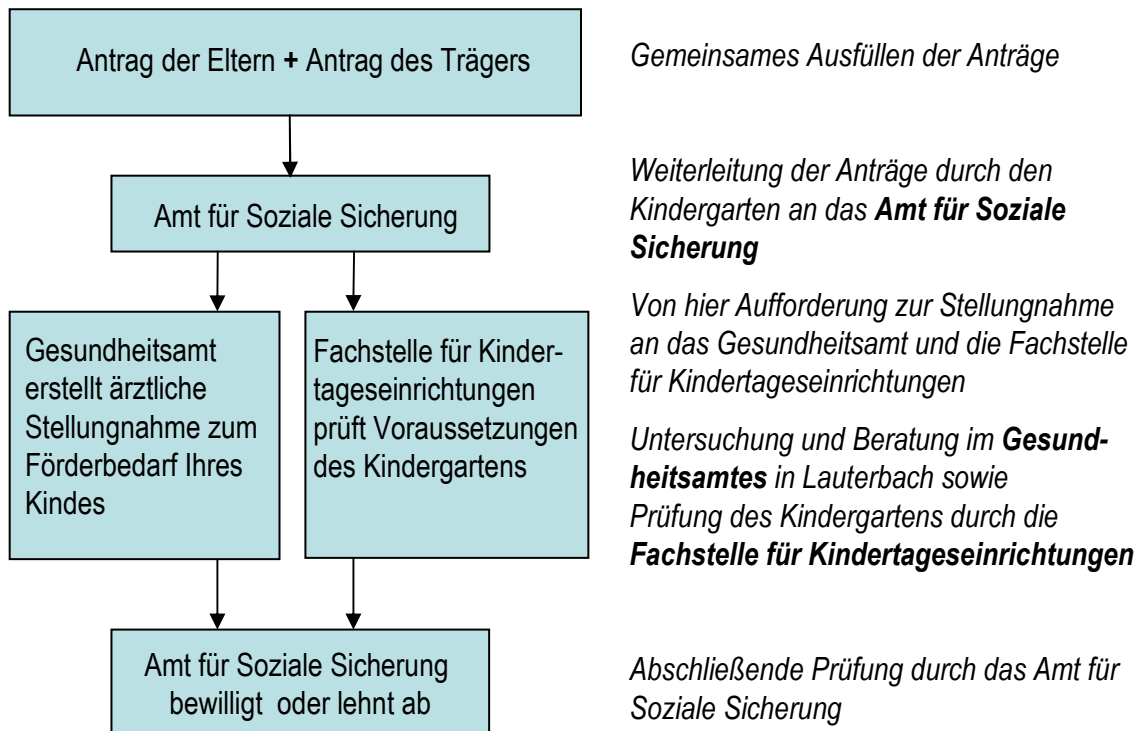 Antrag der Eltern + Antrag des Trägers
Gemeinsames Ausfüllen der Anträge
Amt für Soziale Sicherung
Weiterleitung der Anträge durch den
Kindergarten an das Amt für Soziale
Sicherung
Gesundheitsamt
erstellt ärztliche
Stellungnahme zum
Förderbedarf Ihres
Kindes
Fachstelle für Kinder-
tageseinrichtungen
prüft Voraussetzungen
des Kindergartens
Von hier Aufforderung zur Stellungnahme
an das Gesundheitsamt und die Fachstelle
für Kindertageseinrichtungen
Untersuchung und Beratung im Gesund-
heitsamtes in Lauterbach sowie
Prüfung des Kindergartens durch die
Fachstelle für Kindertageseinrichtungen
Amt für Soziale Sicherung
bewilligt oder lehnt ab
Abschließende Prüfung durch das Amt für
Soziale Sicherung